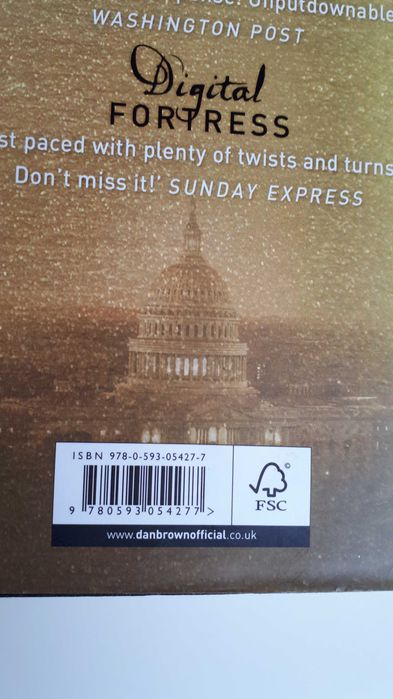 Unputdownable
WASHINGTON POST
Digital
FORTRESS
paced with plenty of twists and turns
Don't miss it!' SUNDAY EXPRESS
ISBN 978-0-593-05427-7
9 780593 054277 >
©
FSC
www.danbrownofficial.co.uk